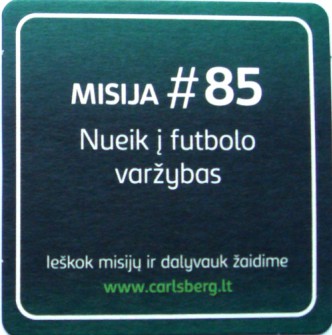 MISIJA #85
Nueik į futbolo
varžybas
Ieškok misijų ir dalyvauk žaidime
www.carlsberg.lt